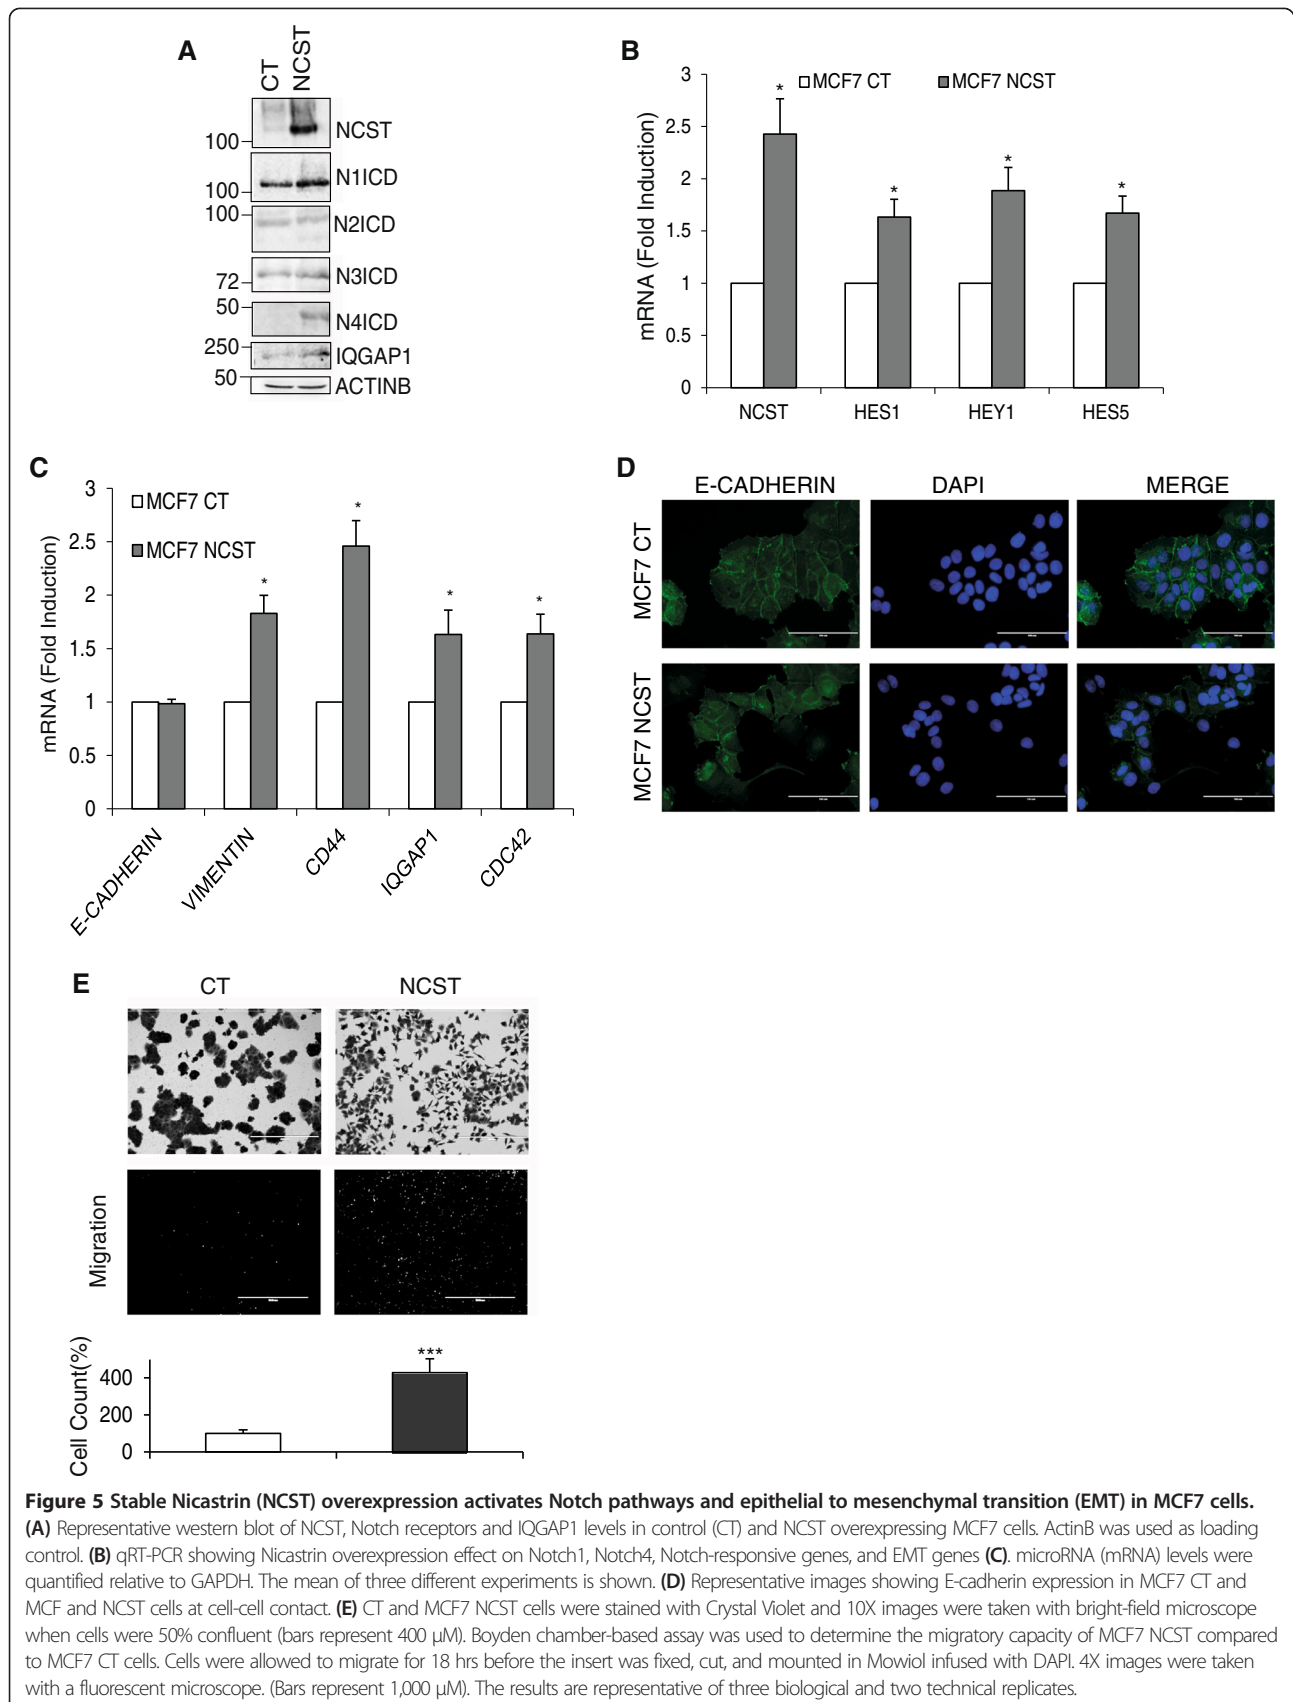 A
CT
NCST
100
NCST
100
N1ICD
100
N2ICD
72
N3ICD
50
N4ICD
250
IQGAP1
50
ACTINB
B
MCF7 CT
MCF7 NCST
mRNA (Fold Induction)
3
2.5
2
1.5
1
0.5
0
*
*
*
*
NCST
HES1
HEY1
HES5
C
MCF7 CT
MCF7 NCST
mRNA (Fold Induction)
3
2.5
2
1.5
1
0.5
0
*
*
*
*
E-CADHERIN
VIMENTIN
CD44
IQGAP1
CDC42
D
E-CADHERIN
DAPI
MERGE
MCF7 CT
MCF7 NCST
E
CT
NCST
Migration
Cell Count(%)
400
200
0
***
Figure 5 Stable Nicastrin (NCST) overexpression activates Notch pathways and epithelial to mesenchymal transition (EMT) in MCF7 cells.
(A) Representative western blot of NCST, Notch receptors and IQGAP1 levels in control (CT) and NCST overexpressing MCF7 cells. ActinB was used as loading
control. (B) qRT-PCR showing Nicastrin overexpression effect on Notch1, Notch4, Notch-responsive genes, and EMT genes (C). microRNA (mRNA) levels were
quantified relative to GAPDH. The mean of three different experiments is shown. (D) Representative images showing E-cadherin expression in MCF7 CT and
MCF and NCST cells at cell-cell contact. (E) CT and MCF7 NCST cells were stained with Crystal Violet and 10X images were taken with bright-field microscope
when cells were 50% confluent (bars represent 400 μM). Boyden chamber-based assay was used to determine the migratory capacity of MCF7 NCST compared
to MCF7 CT cells. Cells were allowed to migrate for 18 hrs before the insert was fixed, cut, and mounted in Mowiol infused with DAPI. 4X images were taken
with a fluorescent microscope. (Bars represent 1,000 μM). The results are representative of three biological and two technical replicates.